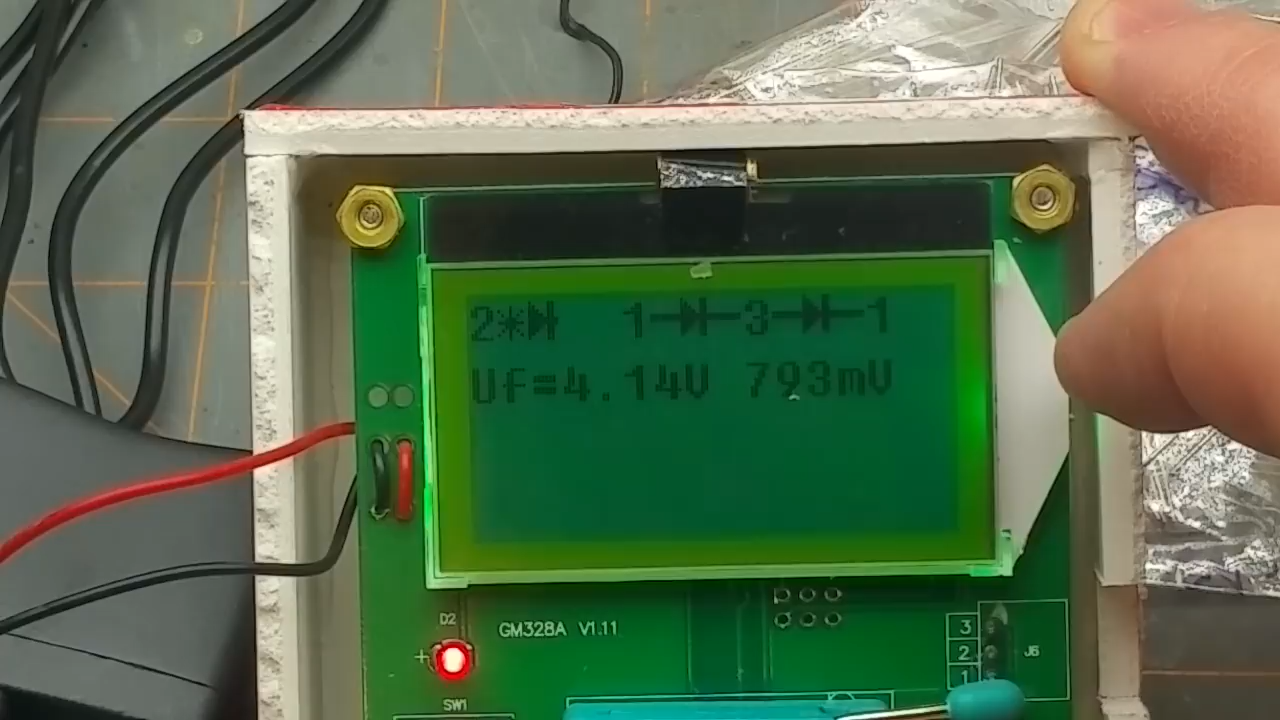 2*▶| 1─▶|─3─▶|─1
Uf=4.14V 793mV
D2
GM328A V1.11
+
3
2
1
J6
SW1